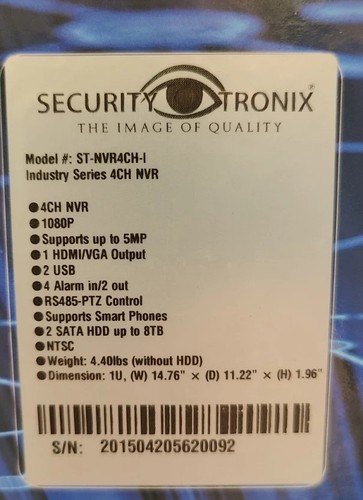 SECURITY TRONIX
THE IMAGE OF QUALITY
Model #: ST-NVR4CH-I
Industry Series 4CH NVR
●4CH NVR
●1080P
●Supports up to 5MP
●1 HDMI/VGA Output
●2 USB
●4 Alarm in/2 out
●RS485-PTZ Control
●Supports Smart Phones
●2 SATA HDD up to 8TB
●NTSC
●Weight: 4.40lbs (without HDD)
●Dimension: 1U, (W) 14.76" × (D) 11.22" × (H) 1.96"
S/N: 201504205620092